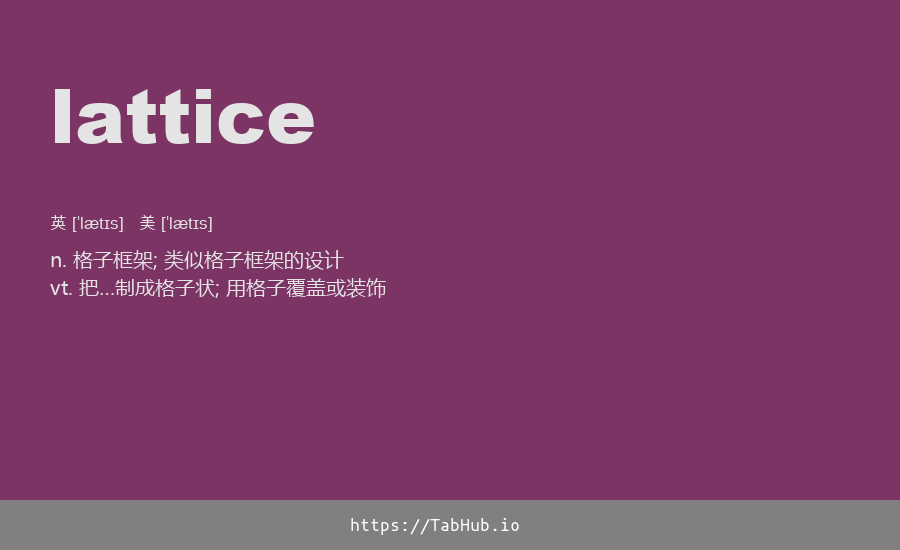 lattice
英 [ˈlætɪs] 美 [ˈlætɪs]
n. 格子框架; 类似格子框架的设计
vt. 把...制成格子状; 用格子覆盖或装饰
https://TabHub.io